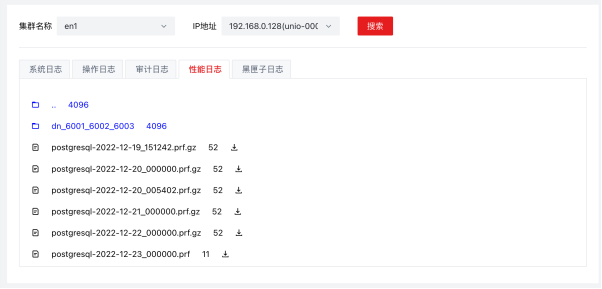 集群名称 en1 IP地址 192.168.0.128(unio-000 搜索
系统日志 操作日志 审计日志 性能日志 黑匣子日志
.. 4096
dn_6001_6002_6003 4096
postgresql-2022-12-19_151242.prf.gz 52
postgresql-2022-12-20_000000.prf.gz 52
postgresql-2022-12-20_005402.prf.gz 52
postgresql-2022-12-21_000000.prf.gz 52
postgresql-2022-12-22_000000.prf.gz 52
postgresql-2022-12-23_000000.prf 11